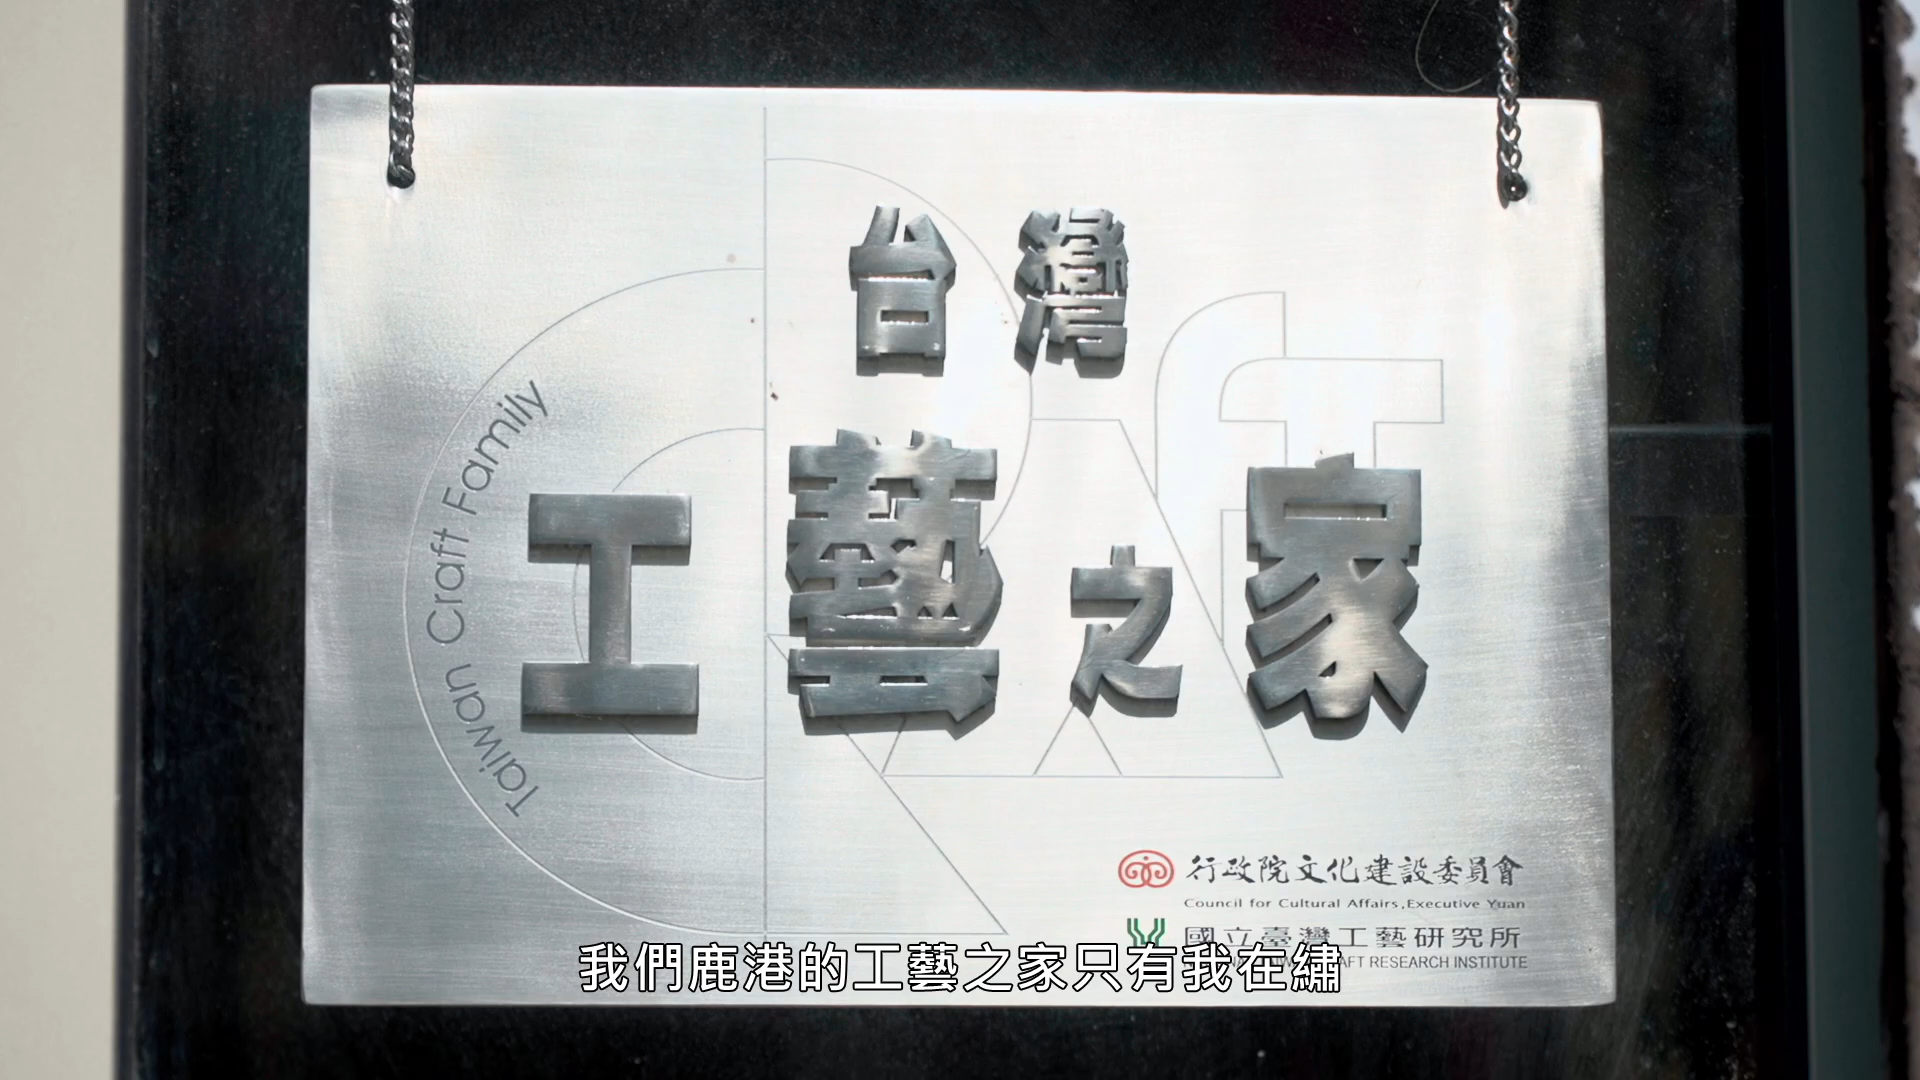 台灣
工藝之家
Taiwan Craft Family
行政院文化建設委員會
Council for Cultural Affairs,Executive Yuan
國立臺灣工藝研究所
CRAFT RESEARCH INSTITUTE
我們鹿港的工藝之家只有我在繡